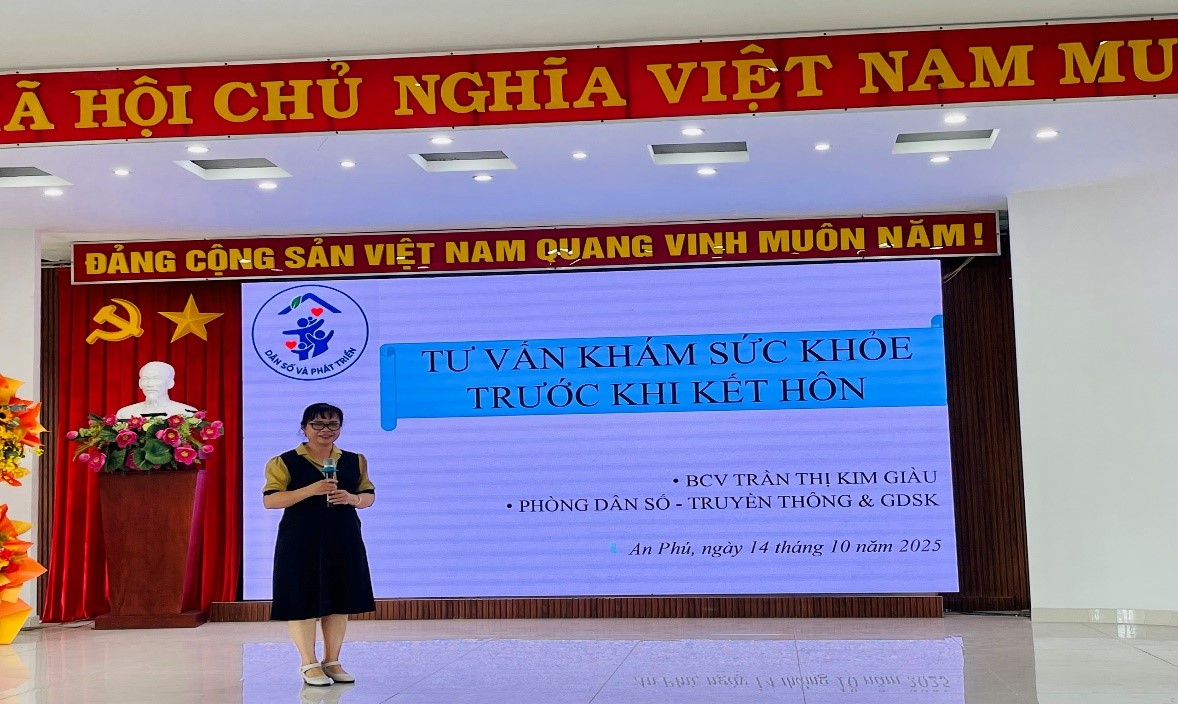 Ã HỘI CHỦ NGHĨA VIỆT NAM MU
ĐẢNG CỘNG SẢN VIỆT NAM QUANG VINH MUÔN NĂM !
DÂN SỐ VÀ PHÁT TRIỂN
TƯ VẤN KHÁM SỨC KHỎE
TRƯỚC KHI KẾT HÔN
• BCV TRẦN THỊ KIM GIÀU
• PHÒNG DÂN SỐ - TRUYỀN THÔNG & GDSK
An Phú, ngày 14 tháng 10 năm 2025